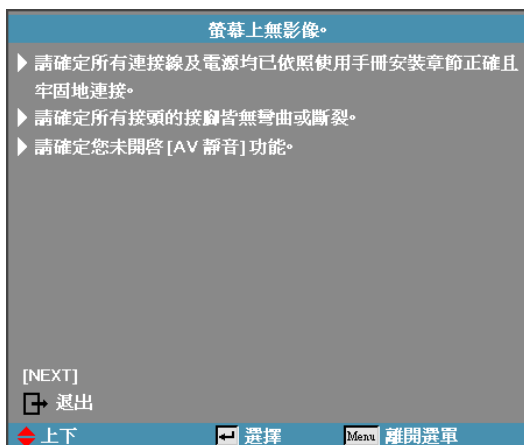 螢幕上無影像。
請確定所有連接線及電源均已依照使用手冊安裝章節正確且
牢固地連接。
請確定所有接頭的接腳皆無彎曲或斷裂。
請確定您未開啓 [AV 靜音] 功能。
[NEXT]
退出
上下 選擇 Menu 離開選單